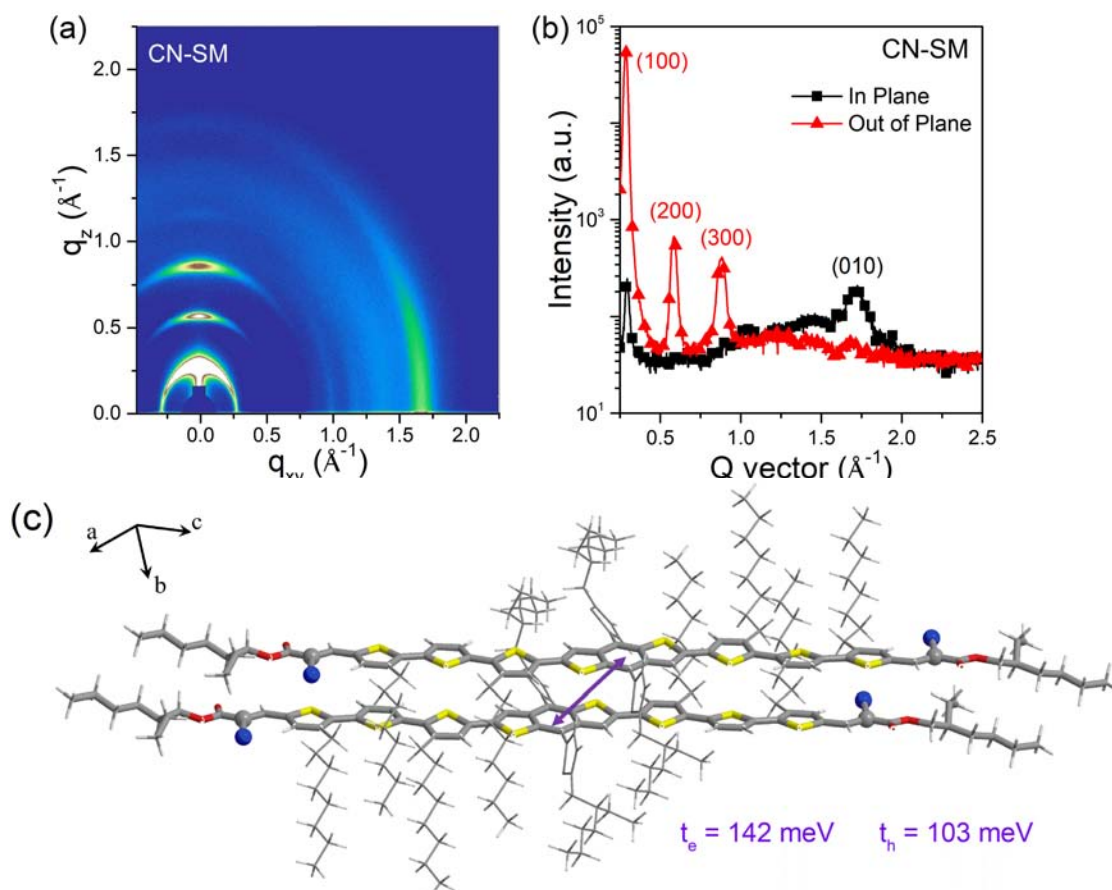 (a)
CN-SM
2.0
1.5
1.0
0.5
0.0
q_z (Å⁻¹)
0.0 0.5 1.0 1.5 2.0
q_xy (Å⁻¹)
(b)
CN-SM
10⁵
10³
10¹
Intensity (a.u.)
(100)
(200)
(300)
(010)
In Plane
Out of Plane
0.5 1.0 1.5 2.0 2.5
Q vector (Å⁻¹)
(c)
a
c
b
t_e = 142 meV t_h = 103 meV